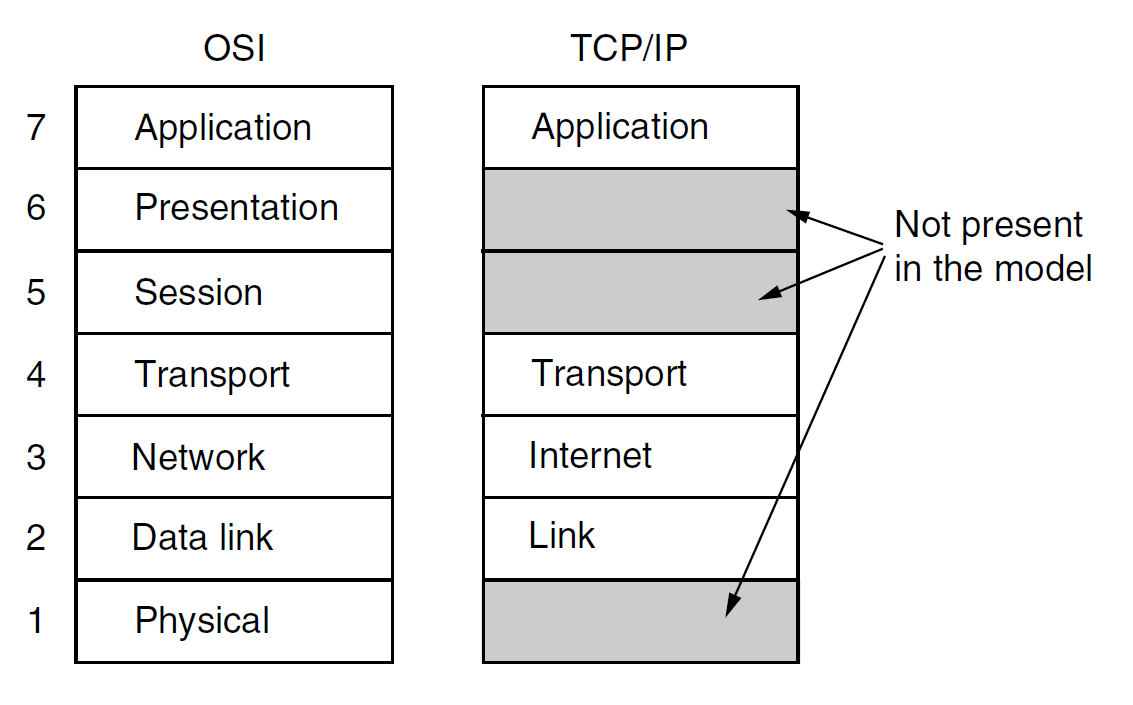 OSI
TCP/IP
7
Application
Application
6
Presentation
5
Session
4
Transport
Transport
3
Network
Internet
2
Data link
Link
1
Physical
Not present
in the model